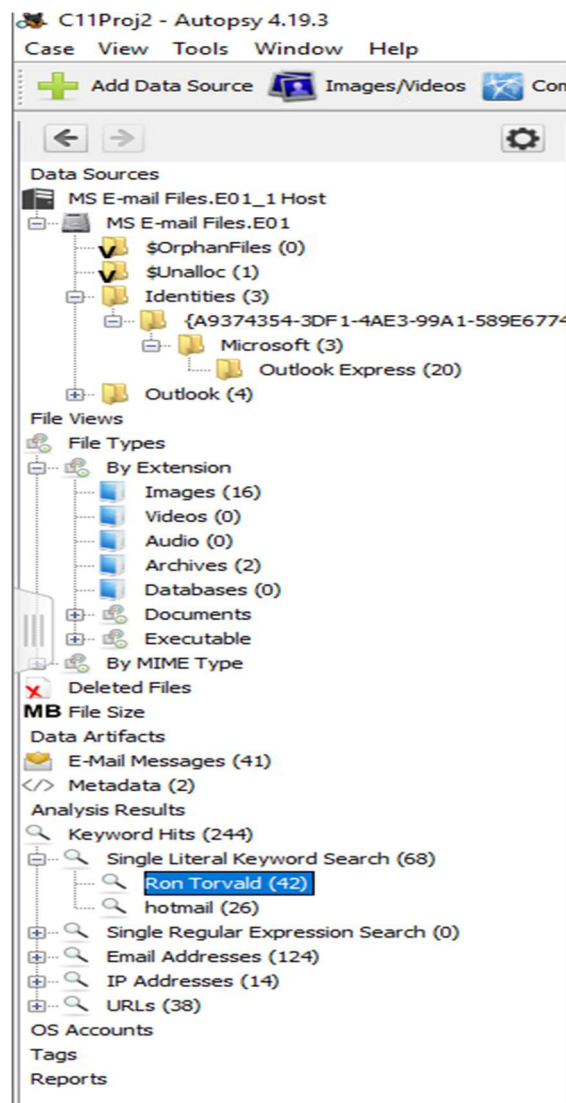 C11Proj2 - Autopsy 4.19.3
Case View Tools Window Help
Add Data Source Images/Videos Com
Data Sources
MS E-mail Files.E01_1 Host
MS E-mail Files.E01
$OrphanFiles (0)
$Unalloc (1)
Identities (3)
{A9374354-3DF1-4AE3-99A1-589E6774
Microsoft (3)
Outlook Express (20)
Outlook (4)
File Views
File Types
By Extension
Images (16)
Videos (0)
Audio (0)
Archives (2)
Databases (0)
Documents
Executable
By MIME Type
Deleted Files
MB File Size
Data Artifacts
E-Mail Messages (41)
Metadata (2)
Analysis Results
Keyword Hits (244)
Single Literal Keyword Search (68)
Ron Torvald (42)
hotmail (26)
Single Regular Expression Search (0)
Email Addresses (124)
IP Addresses (14)
URLs (38)
OS Accounts
Tags
Reports